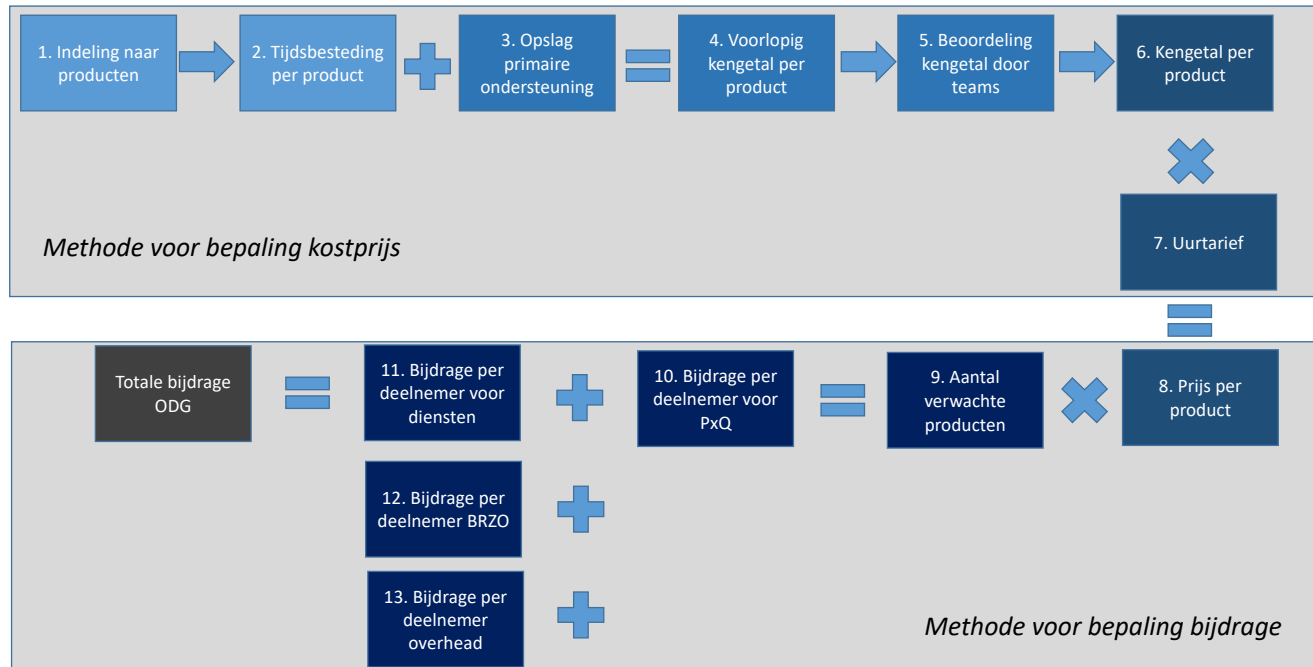 1. Indeling naar
producten
2. Tijdsbesteding
per product
3. Opslag
primaire
ondersteuning
4. Voorlopig
kengetal per
product
5. Beoordeling
kengetal door
teams
6. Kengetal per
product
7. Uurtarief
Methode voor bepaling kostprijs
Totale bijdrage
ODG
11. Bijdrage per
deelnemer voor
diensten
10. Bijdrage per
deelnemer voor
PxQ
9. Aantal
verwachte
producten
8. Prijs per
product
12. Bijdrage per
deelnemer BRZO
13. Bijdrage per
deelnemer
overhead
Methode voor bepaling bijdrage